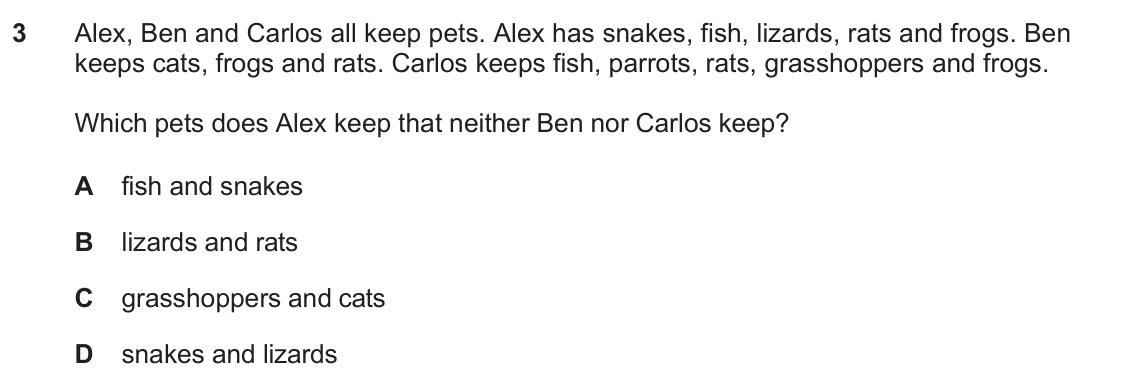 3 Alex, Ben and Carlos all keep pets. Alex has snakes, fish, lizards, rats and frogs. Ben
keeps cats, frogs and rats. Carlos keeps fish, parrots, rats, grasshoppers and frogs.
Which pets does Alex keep that neither Ben nor Carlos keep?
A fish and snakes
B lizards and rats
C grasshoppers and cats
D snakes and lizards